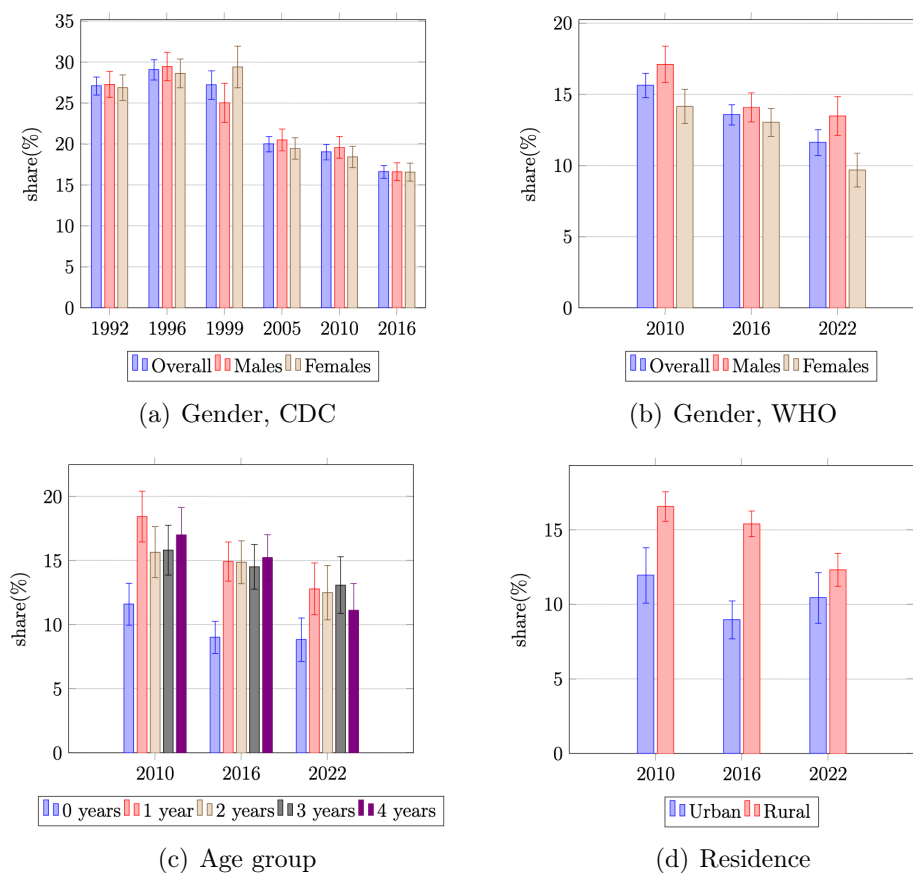 35
30
25
20
15
10
5
0
share(%)
1992 1996 1999 2005 2010 2016
Overall Males Females
(a) Gender, CDC
20
15
10
5
0
share(%)
2010 2016 2022
Overall Males Females
(b) Gender, WHO
20
15
10
5
0
share(%)
2010 2016 2022
0 years 1 year 2 years 3 years 4 years
(c) Age group
15
10
5
0
share(%)
2010 2016 2022
Urban Rural
(d) Residence